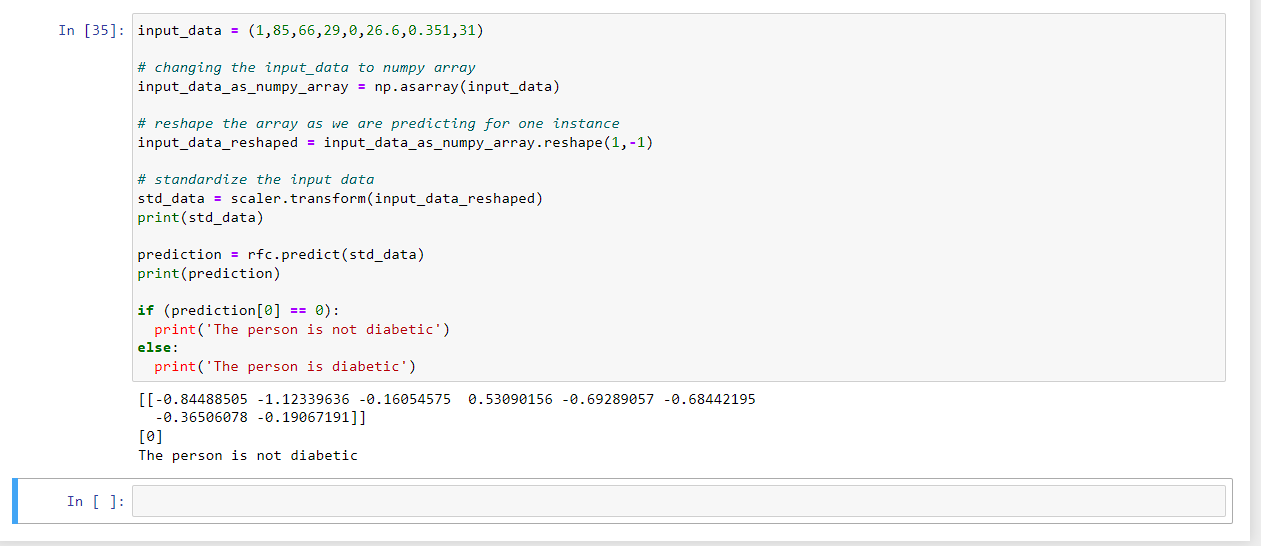 In [35]: input_data = (1,85,66,29,0,26.6,0.351,31)
# changing the input_data to numpy array
input_data_as_numpy_array = np.asarray(input_data)
# reshape the array as we are predicting for one instance
input_data_reshaped = input_data_as_numpy_array.reshape(1,-1)
# standardize the input data
std_data = scaler.transform(input_data_reshaped)
print(std_data)
prediction = rfc.predict(std_data)
print(prediction)
if (prediction[0] == 0):
  print('The person is not diabetic')
else:
  print('The person is diabetic')
[[-0.84488505 -1.12339636 -0.16054575  0.53090156 -0.69289057 -0.68442195
  -0.36506078 -0.19067191]]
[0]
The person is not diabetic
In [ ]: